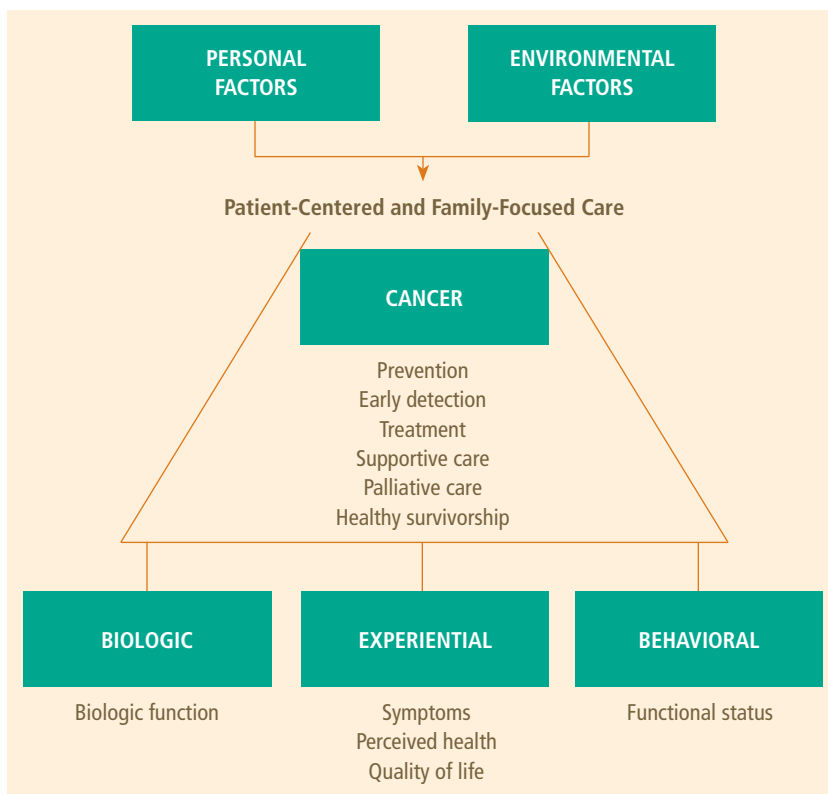 PERSONAL
FACTORS
ENVIRONMENTAL
FACTORS
Patient-Centered and Family-Focused Care
CANCER
Prevention
Early detection
Treatment
Supportive care
Palliative care
Healthy survivorship
BIOLOGIC
Biologic function
EXPERIENTIAL
Symptoms
Perceived health
Quality of life
BEHAVIORAL
Functional status